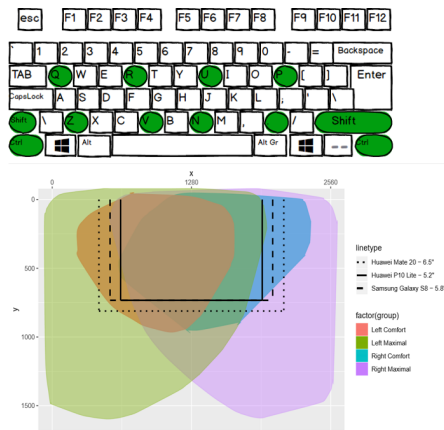 esc F1 F2 F3 F4 F5 F6 F7 F8 F9 F10 F11 F12
` 1 2 3 4 5 6 7 8 9 0 - = Backspace
TAB Q W E R T Y U I O P [ ] Enter
CapsLock A S D F G H J K L ; ' \
Shift \ Z X C V B N M , . / Shift
Ctrl Alt Alt Gr Ctrl
x
0 1280 2560
0
500
y
1000
1500
linetype
Huawei Mate 20 - 6.5"
Huawei P10 Lite - 5.2"
Samsung Galaxy S8 - 5.8"
factor(group)
Left Comfort
Left Maximal
Right Comfort
Right Maximal